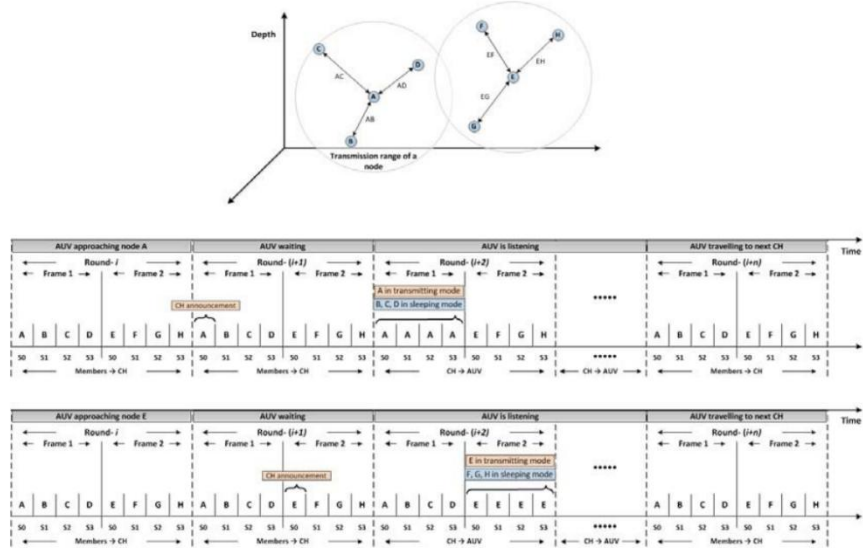 Depth
F
H
C
D
EF
EH
E
AC
AD
A
EG
AB
G
B
Transmission range of a
node
AUV approaching node A AUV waiting AUV is listening AUV travelling to next CH
Time
Round- i Round- (i+1) Round- (i+2) Round- (i+n)
Frame 1 Frame 2 Frame 1 Frame 2 Frame 1 Frame 2 Frame 1 Frame 2
A in transmitting mode
CH announcement
B, C, D in sleeping mode
A B C D E F G H A B C D E F G H A A A A E F G H A B C D E F G H
S0 S1 S2 S3 S0 S1 S2 S3 S0 S1 S2 S3 S0 S1 S2 S3 S0 S1 S2 S3 S0 S1 S2 S3 S0 S1 S2 S3 S0 S1 S2 S3
Members → CH Members → CH CH → AUV CH → AUV Members → CH
AUV approaching node E AUV waiting AUV is listening AUV travelling to next CH
Time
Round- i Round- (i+1) Round- (i+2) Round- (i+n)
Frame 1 Frame 2 Frame 1 Frame 2 Frame 1 Frame 2 Frame 1 Frame 2
E in transmitting mode
CH announcement
F, G, H in sleeping mode
A B C D E F G H A B C D E F G H A B C D E E E E A B C D E F G H
S0 S1 S2 S3 S0 S1 S2 S3 S0 S1 S2 S3 S0 S1 S2 S3 S0 S1 S2 S3 S0 S1 S2 S3 S0 S1 S2 S3 S0 S1 S2 S3
Members → CH Members → CH CH → AUV CH → AUV Members → CH